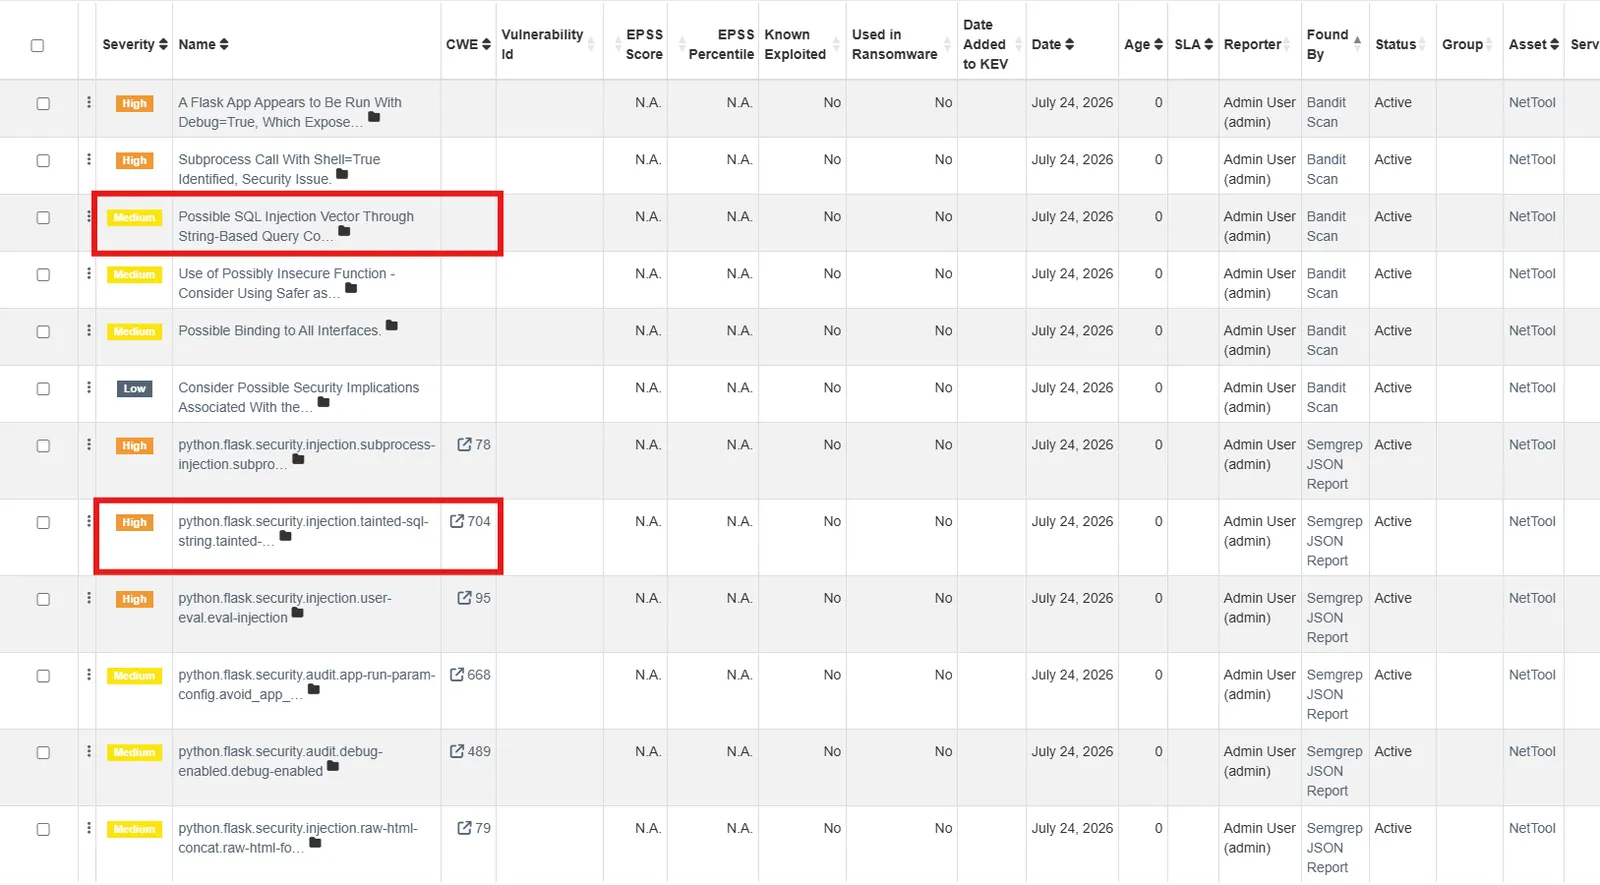 Severity Name CWE Vulnerability Id EPSS Score EPSS Percentile Known Exploited Used in Ransomware Date Added to KEV Date Age SLA Reporter Found By Status Group Asset Serv
High A Flask App Appears to Be Run With Debug=True, Which Expose… N.A. N.A. No No July 24, 2026 0 Admin User (admin) Bandit Scan Active NetTool
High Subprocess Call With Shell=True Identified, Security Issue. N.A. N.A. No No July 24, 2026 0 Admin User (admin) Bandit Scan Active NetTool
Medium Possible SQL Injection Vector Through String-Based Query Co… N.A. N.A. No No July 24, 2026 0 Admin User (admin) Bandit Scan Active NetTool
Medium Use of Possibly Insecure Function - Consider Using Safer as… N.A. N.A. No No July 24, 2026 0 Admin User (admin) Bandit Scan Active NetTool
Medium Possible Binding to All Interfaces. N.A. N.A. No No July 24, 2026 0 Admin User (admin) Bandit Scan Active NetTool
Low Consider Possible Security Implications Associated With the… N.A. N.A. No No July 24, 2026 0 Admin User (admin) Bandit Scan Active NetTool
High python.flask.security.injection.subprocess-injection.subpro… 78 N.A. N.A. No No July 24, 2026 0 Admin User (admin) Semgrep JSON Report Active NetTool
High python.flask.security.injection.tainted-sql-string.tainted-… 704 N.A. N.A. No No July 24, 2026 0 Admin User (admin) Semgrep JSON Report Active NetTool
High python.flask.security.injection.user-eval.eval-injection 95 N.A. N.A. No No July 24, 2026 0 Admin User (admin) Semgrep JSON Report Active NetTool
Medium python.flask.security.audit.app-run-param-config.avoid_app_… 668 N.A. N.A. No No July 24, 2026 0 Admin User (admin) Semgrep JSON Report Active NetTool
Medium python.flask.security.audit.debug-enabled.debug-enabled 489 N.A. N.A. No No July 24, 2026 0 Admin User (admin) Semgrep JSON Report Active NetTool
Medium python.flask.security.injection.raw-html-concat.raw-html-fo… 79 N.A. N.A. No No July 24, 2026 0 Admin User (admin) Semgrep JSON Report Active NetTool